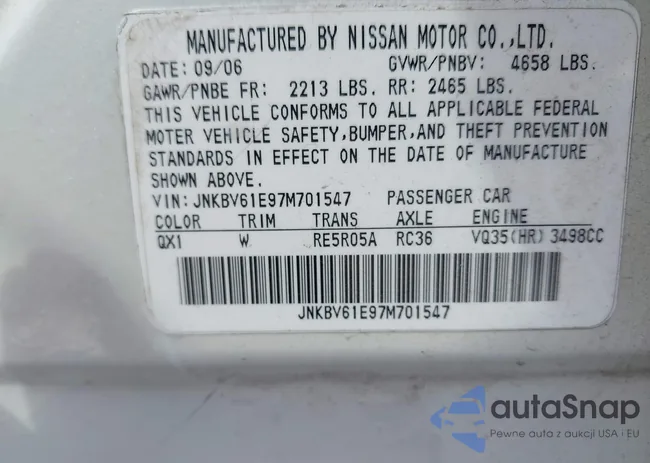 MANUFACTURED BY NISSAN MOTOR CO.,LTD.
DATE: 09/06 GVWR/PNBV: 4658 LBS.
GAWR/PNBE FR: 2213 LBS. RR: 2465 LBS.
THIS VEHICLE CONFORMS TO ALL APPLICABLE FEDERAL
MOTER VEHICLE SAFETY,BUMPER,AND THEFT PREVENTION
STANDARDS IN EFFECT ON THE DATE OF MANUFACTURE
SHOWN ABOVE.
VIN: JNKBV61E97M701547 PASSENGER CAR
COLOR TRIM TRANS AXLE ENGINE
QX1 W RE5R05A RC36 VQ35(HR) 3498CC
JNKBV61E97M701547
autaSnap
Pewne auta z aukcji USA i EU